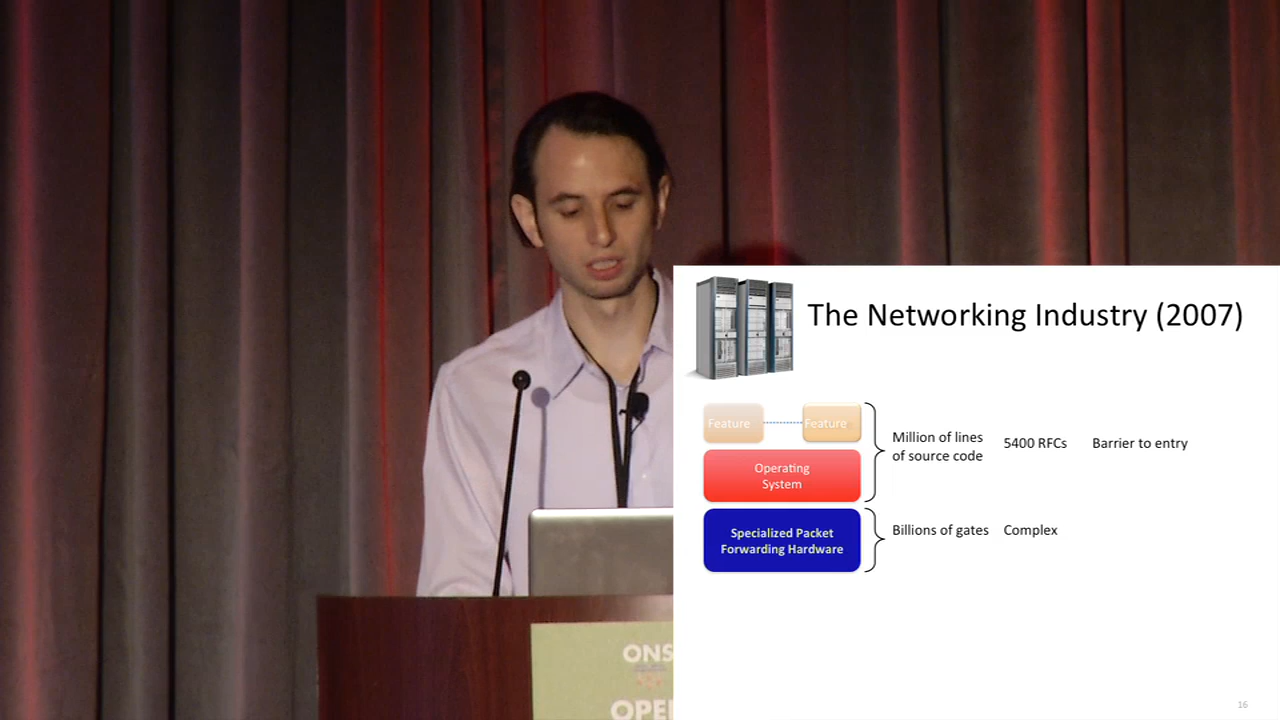 The Networking Industry (2007)
Feature
Feature
Operating
System
Million of lines
of source code
5400 RFCs
Barrier to entry
Specialized Packet
Forwarding Hardware
Billions of gates
Complex
ONS
OPE
16